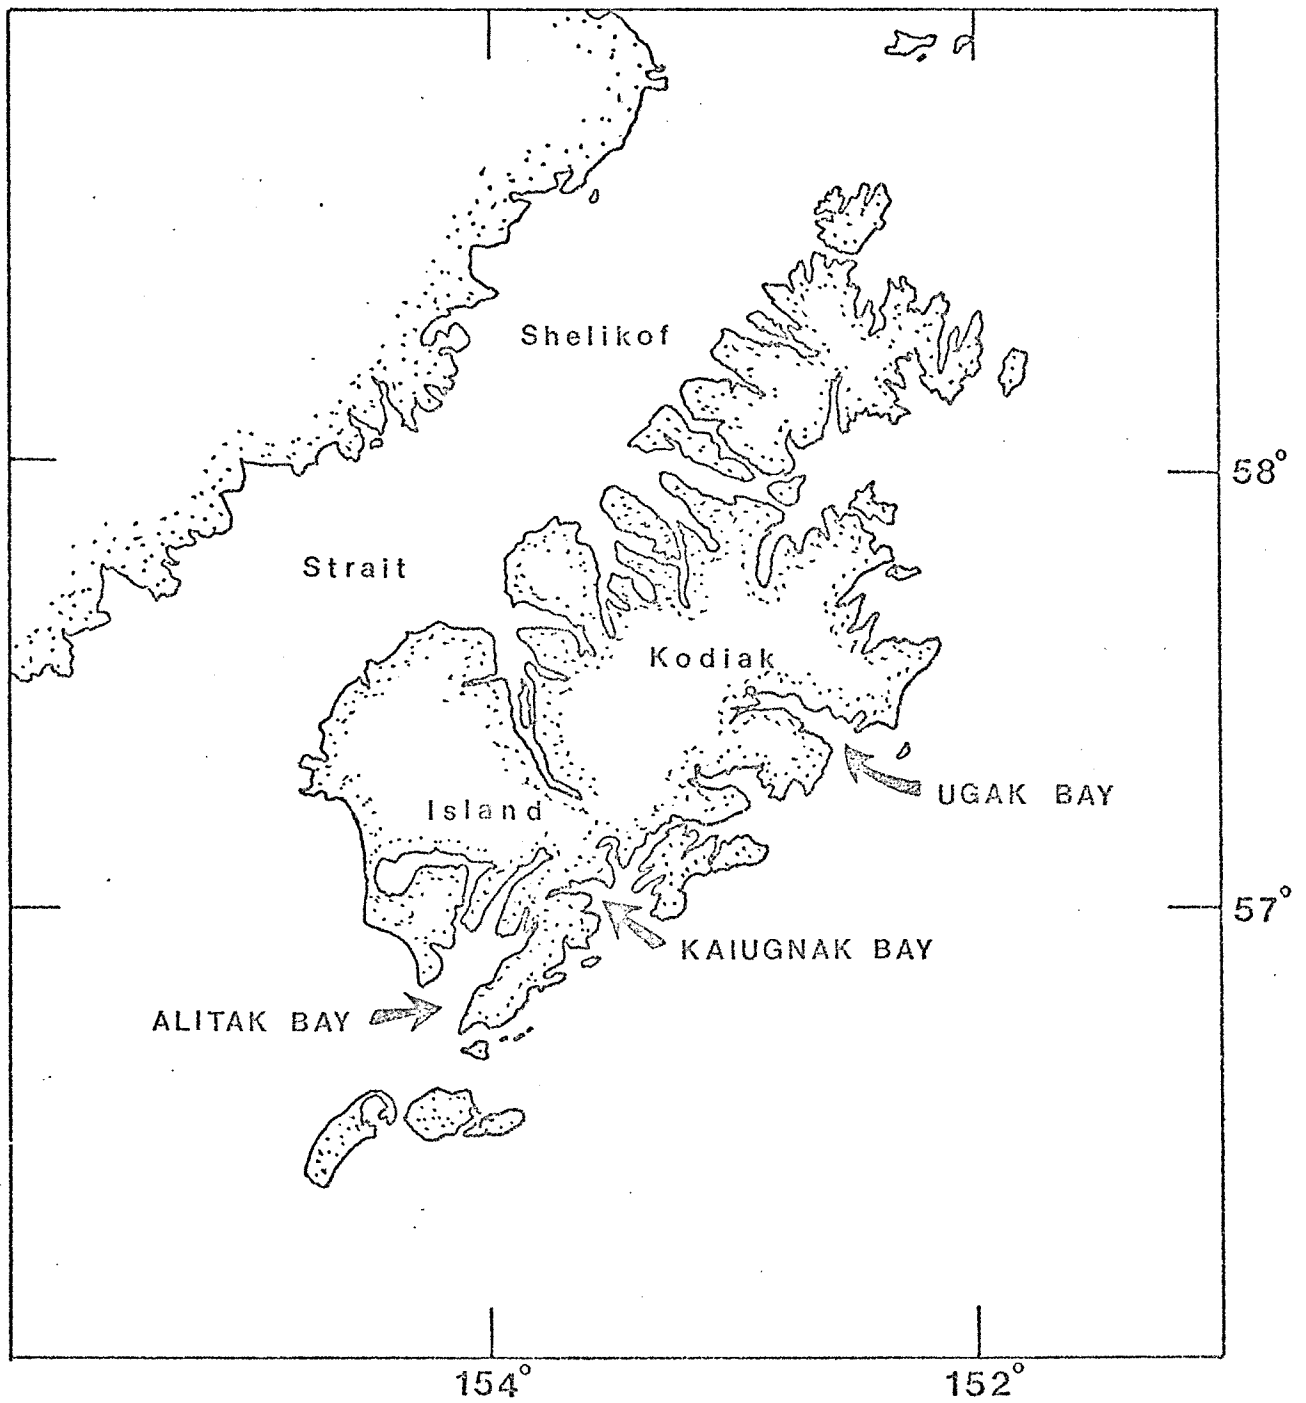 Shelikof
58°
Strait
Kodiak
UGAK BAY
Island
57°
KAIUGNAK BAY
ALITAK BAY
154° 152°